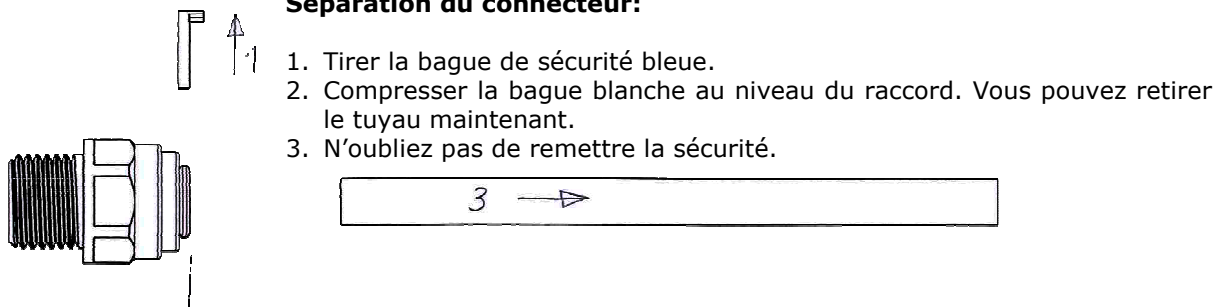 Séparation du connecteur:
1
1. Tirer la bague de sécurité bleue.
2. Compresser la bague blanche au niveau du raccord. Vous pouvez retirer
le tuyau maintenant.
3. N'oubliez pas de remettre la sécurité.
3